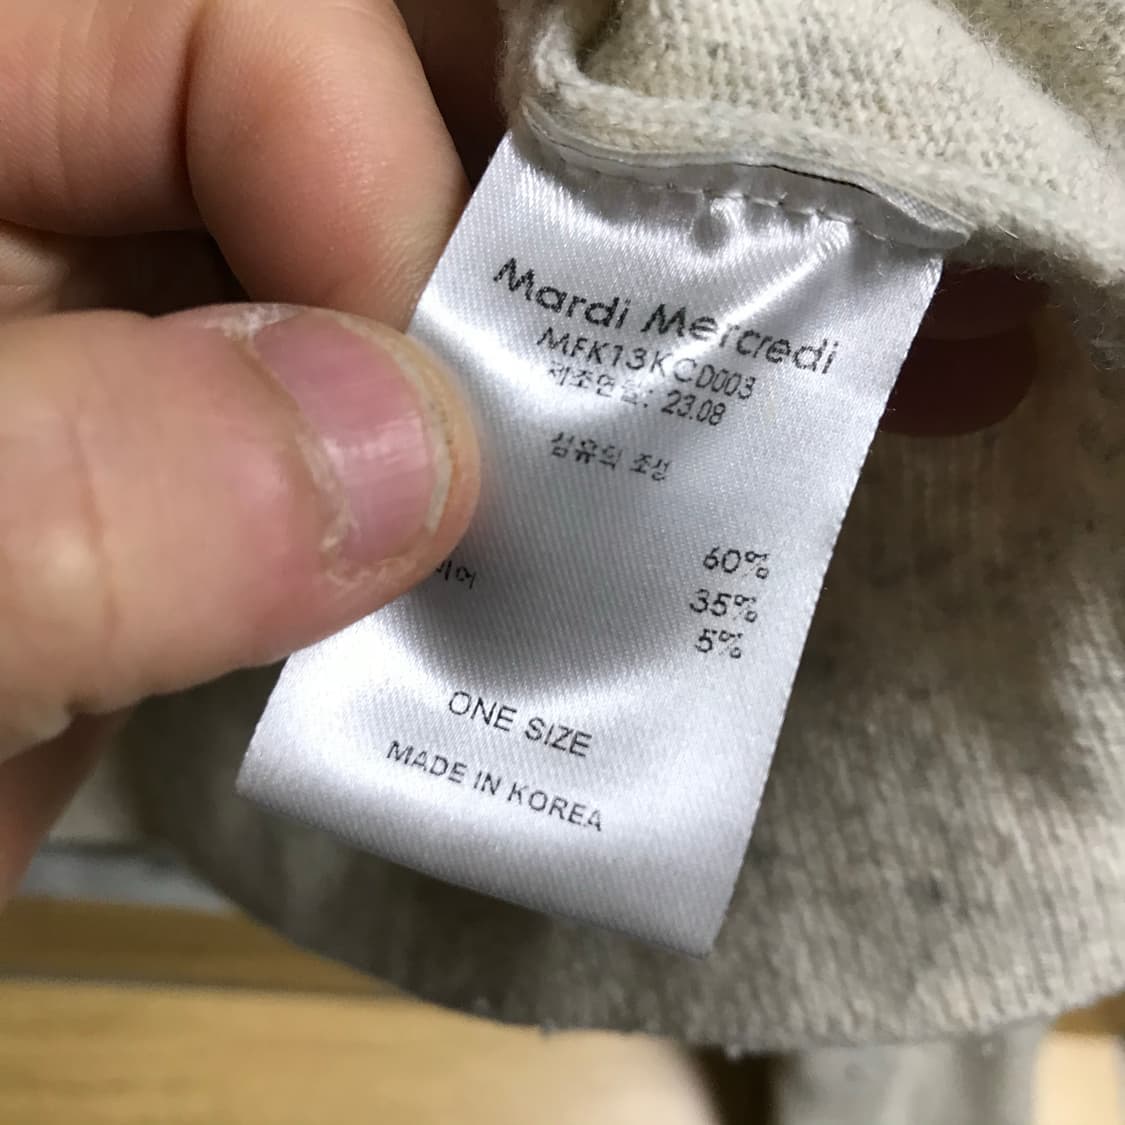 Mardi Mercredi
MFK13KCD003
제조연월: 23.08
섬유의 조성
60%
35%
5%
ONE SIZE
MADE IN KOREA